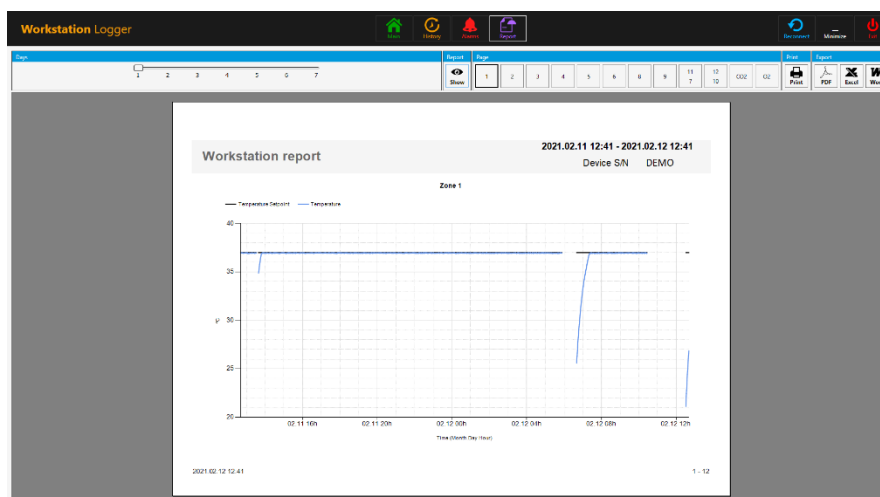 Workstation Logger
Main
History
Alarms
Report
Reconnect
Minimize
Exit
Days
Report
Page
Print
Export
1 2 3 4 5 6 7
Show
1 2 3 4 5 6 8 9 11 7 12 10 CO2 O2
Print
PDF
Excel
Word
Workstation report
2021.02.11 12:41 - 2021.02.12 12:41
Device S/N DEMO
Zone 1
Temperature Setpoint Temperature
40
35
°C
30
25
20
02.11 16h 02.11 20h 02.12 00h 02.12 04h 02.12 08h 02.12 12h
Time (Month Day Hour)
2021.02.12 12:41
1 - 12